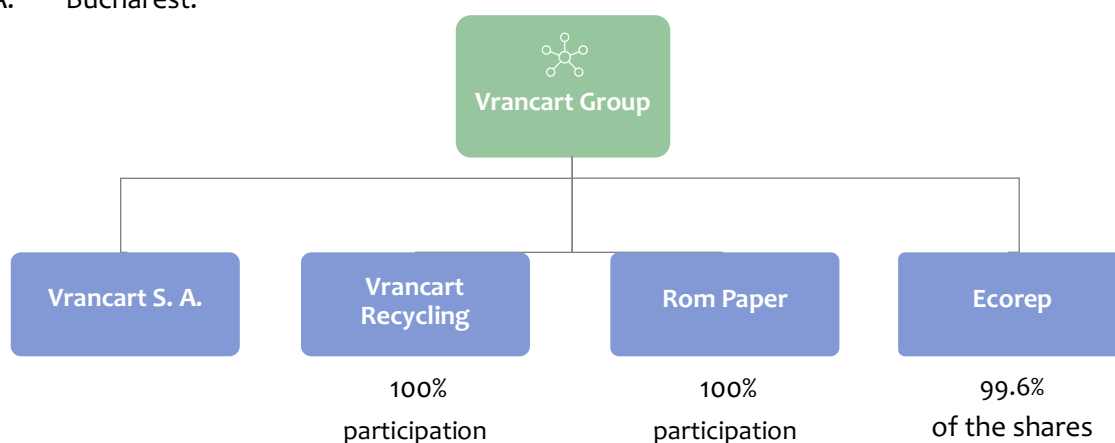 Bucharest.
Vrancart Group
Vrancart S. A.
Vrancart
Recycling
Rom Paper
Ecorep
100%
participation
100%
participation
99.6%
of the shares